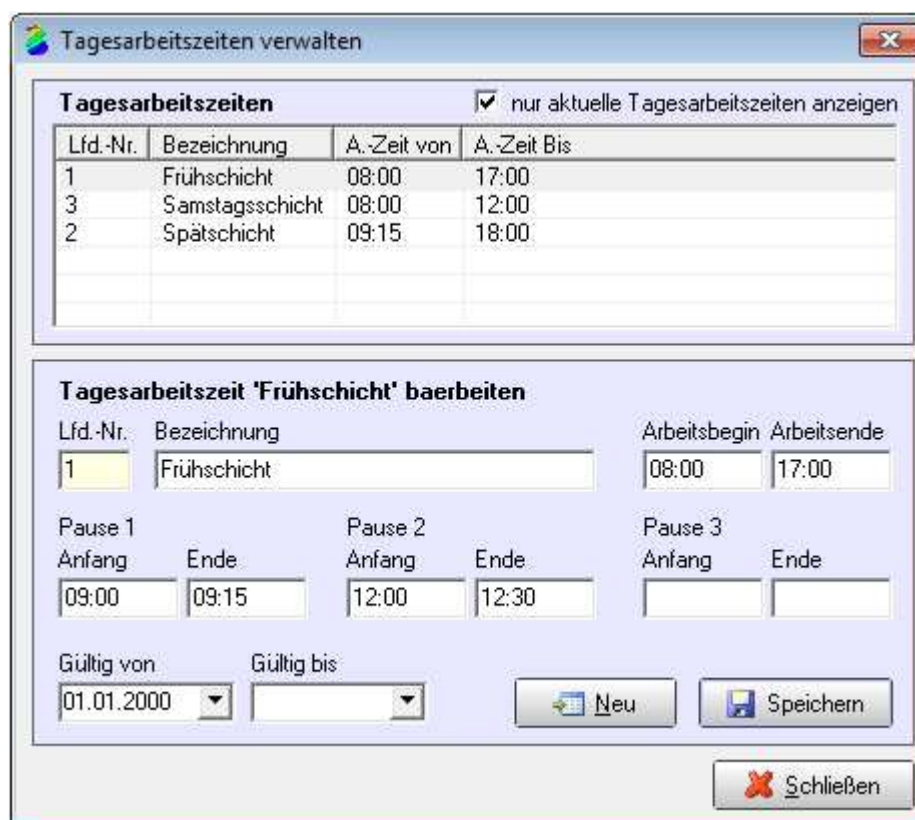 Tagesarbeitszeiten verwalten
Tagesarbeitszeiten nur aktuelle Tagesarbeitszeiten anzeigen
Lfd.-Nr. Bezeichnung A.-Zeit von A.-Zeit Bis
1 Frühschicht 08:00 17:00
3 Samstagsschicht 08:00 12:00
2 Spätschicht 09:15 18:00
Tagesarbeitszeit 'Frühschicht' baerbeiten
Lfd.-Nr. Bezeichnung Arbeitsbegin Arbeitsende
1 Frühschicht 08:00 17:00
Pause 1 Pause 2 Pause 3
Anfang Ende Anfang Ende Anfang Ende
09:00 09:15 12:00 12:30
Gültig von Gültig bis
01.01.2000 Neu Speichern
Schließen